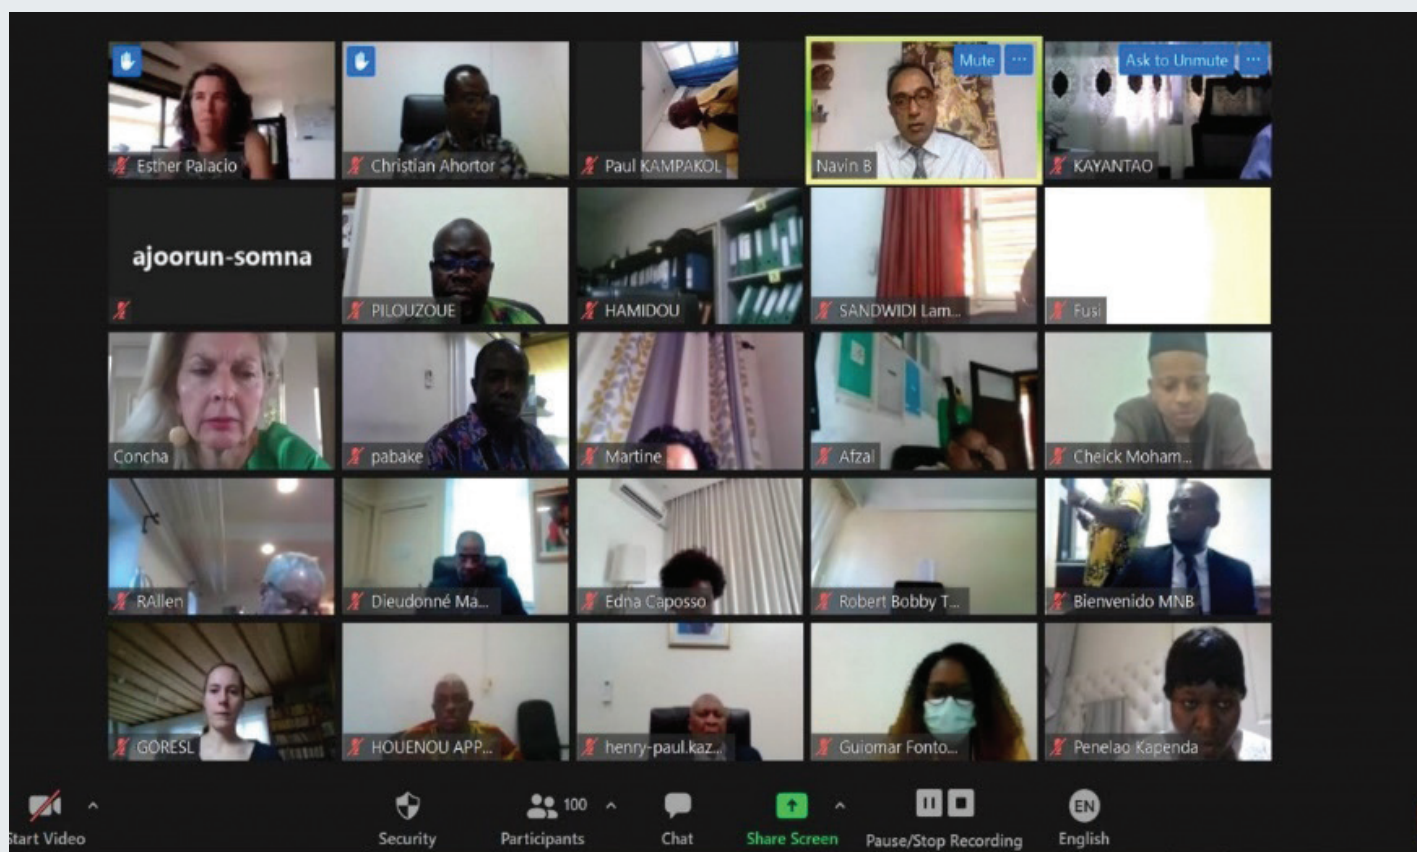 Mute ...
Ask to Unmute ...
Esther Palacio
Christian Ahortor
Paul KAMPAKOL
Navin B
KAYANTAO
ajoorun-somna
PILOUZOUE
HAMIDOU
SANDWIDI Lam...
Fusi
Concha
pabake
Martine
Afzal
Cheick Moham...
RAllen
Dieudonné Ma...
Edna Caposso
Robert Bobby T...
Bienvenido MNB
GORESL
HOUENOU APP...
henry-paul.kaz...
Guiomar Fonto...
Penelao Kapenda
Start Video
Security
100
Participants
Chat
Share Screen
Pause/Stop Recording
EN
English